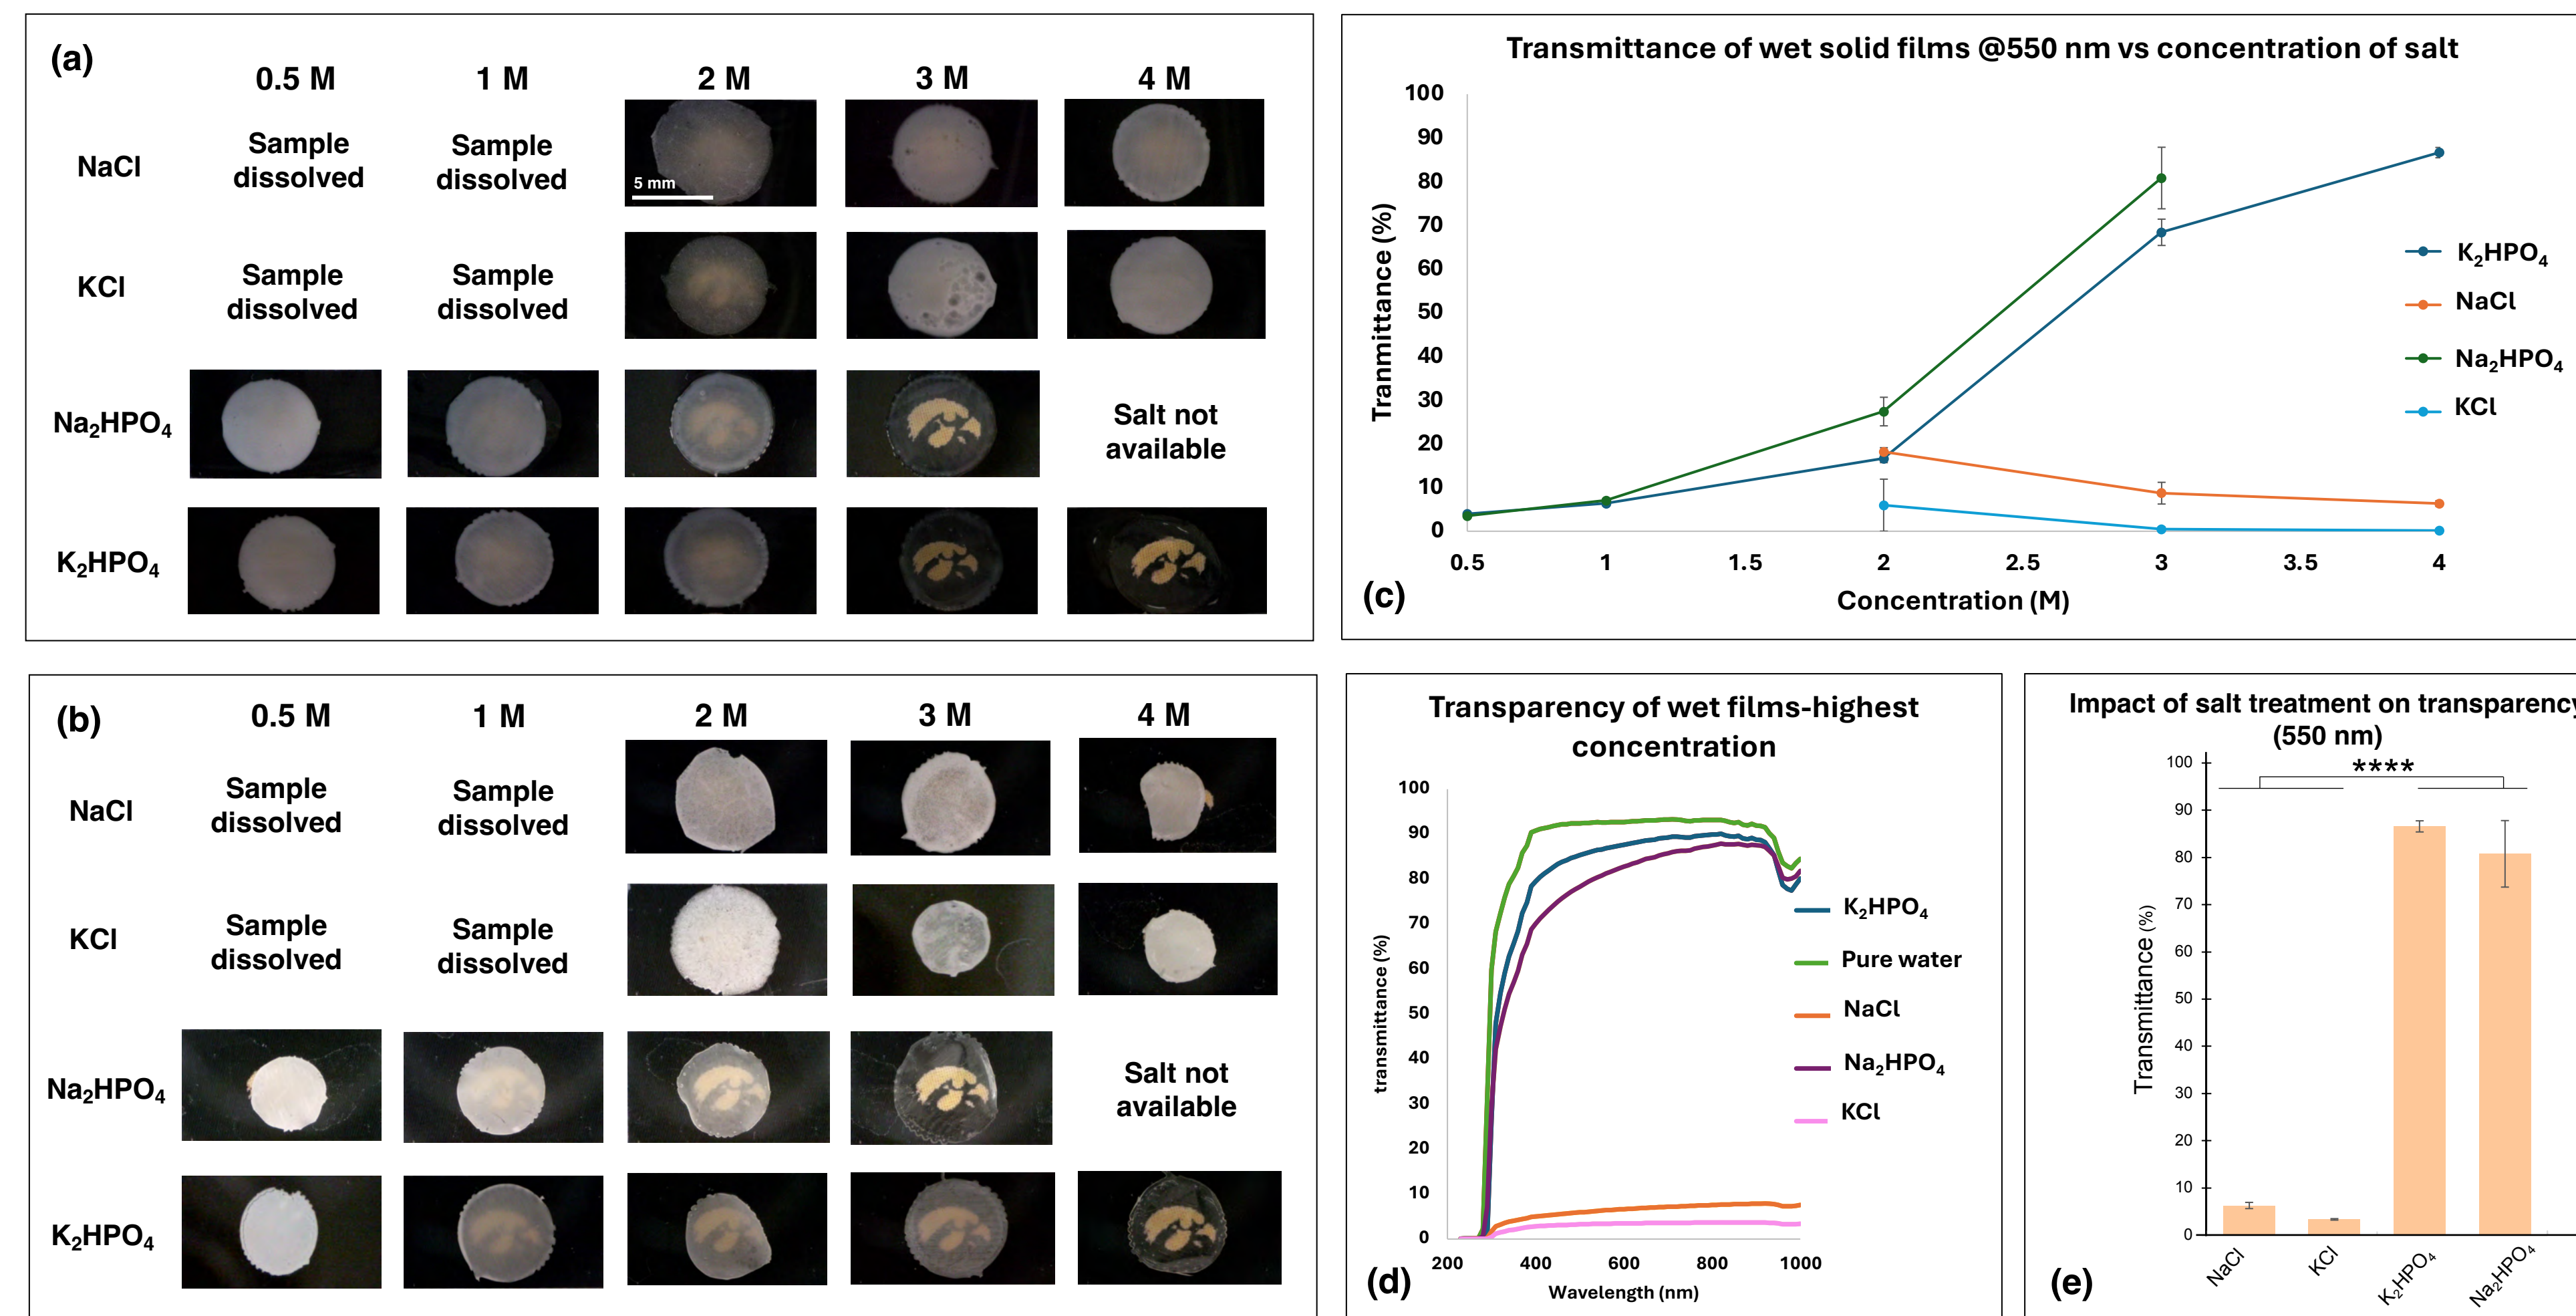 (a)
0.5 M 1 M 2 M 3 M 4 M
NaCl
Sample
dissolved
Sample
dissolved
5 mm
KCl
Sample
dissolved
Sample
dissolved
Na₂HPO₄
Salt not
available
K₂HPO₄
Transmittance of wet solid films @550 nm vs concentration of salt
Tranmittance (%)
100
90
80
70
60
50
40
30
20
10
0
0.5 1 1.5 2 2.5 3 3.5 4
Concentration (M)
K₂HPO₄
NaCl
Na₂HPO₄
KCl
(c)
(b)
0.5 M 1 M 2 M 3 M 4 M
NaCl
Sample
dissolved
Sample
dissolved
KCl
Sample
dissolved
Sample
dissolved
Na₂HPO₄
Salt not
available
K₂HPO₄
Transparency of wet films-highest
concentration
transmittance (%)
100
90
80
70
60
50
40
30
20
10
0
200 400 600 800 1000
Wavelength (nm)
K₂HPO₄
Pure water
NaCl
Na₂HPO₄
KCl
(d)
Impact of salt treatment on transparency
(550 nm)
****
Transmittance (%)
100
90
80
70
60
50
40
30
20
10
0
NaCl KCl K₂HPO₄ Na₂HPO₄
(e)